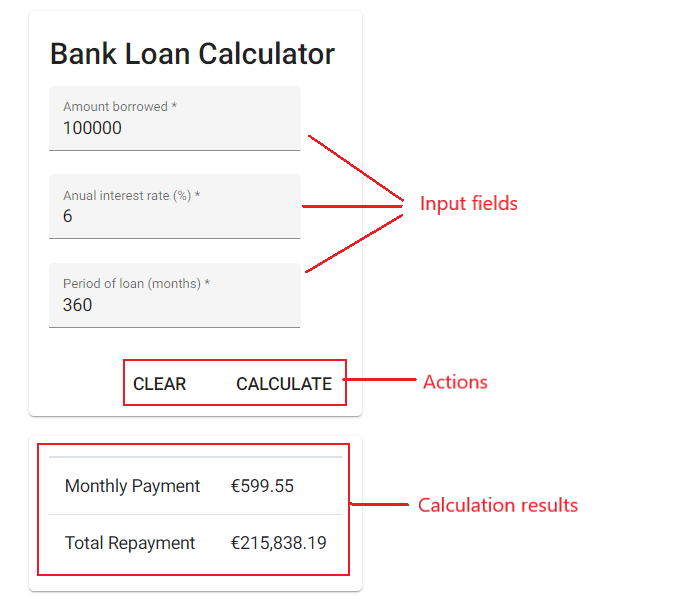 Bank Loan Calculator
Amount borrowed *
100000
Anual interest rate (%) *
6
Input fields
Period of loan (months) *
360
CLEAR CALCULATE
Actions
Monthly Payment €599.55
Calculation results
Total Repayment €215,838.19